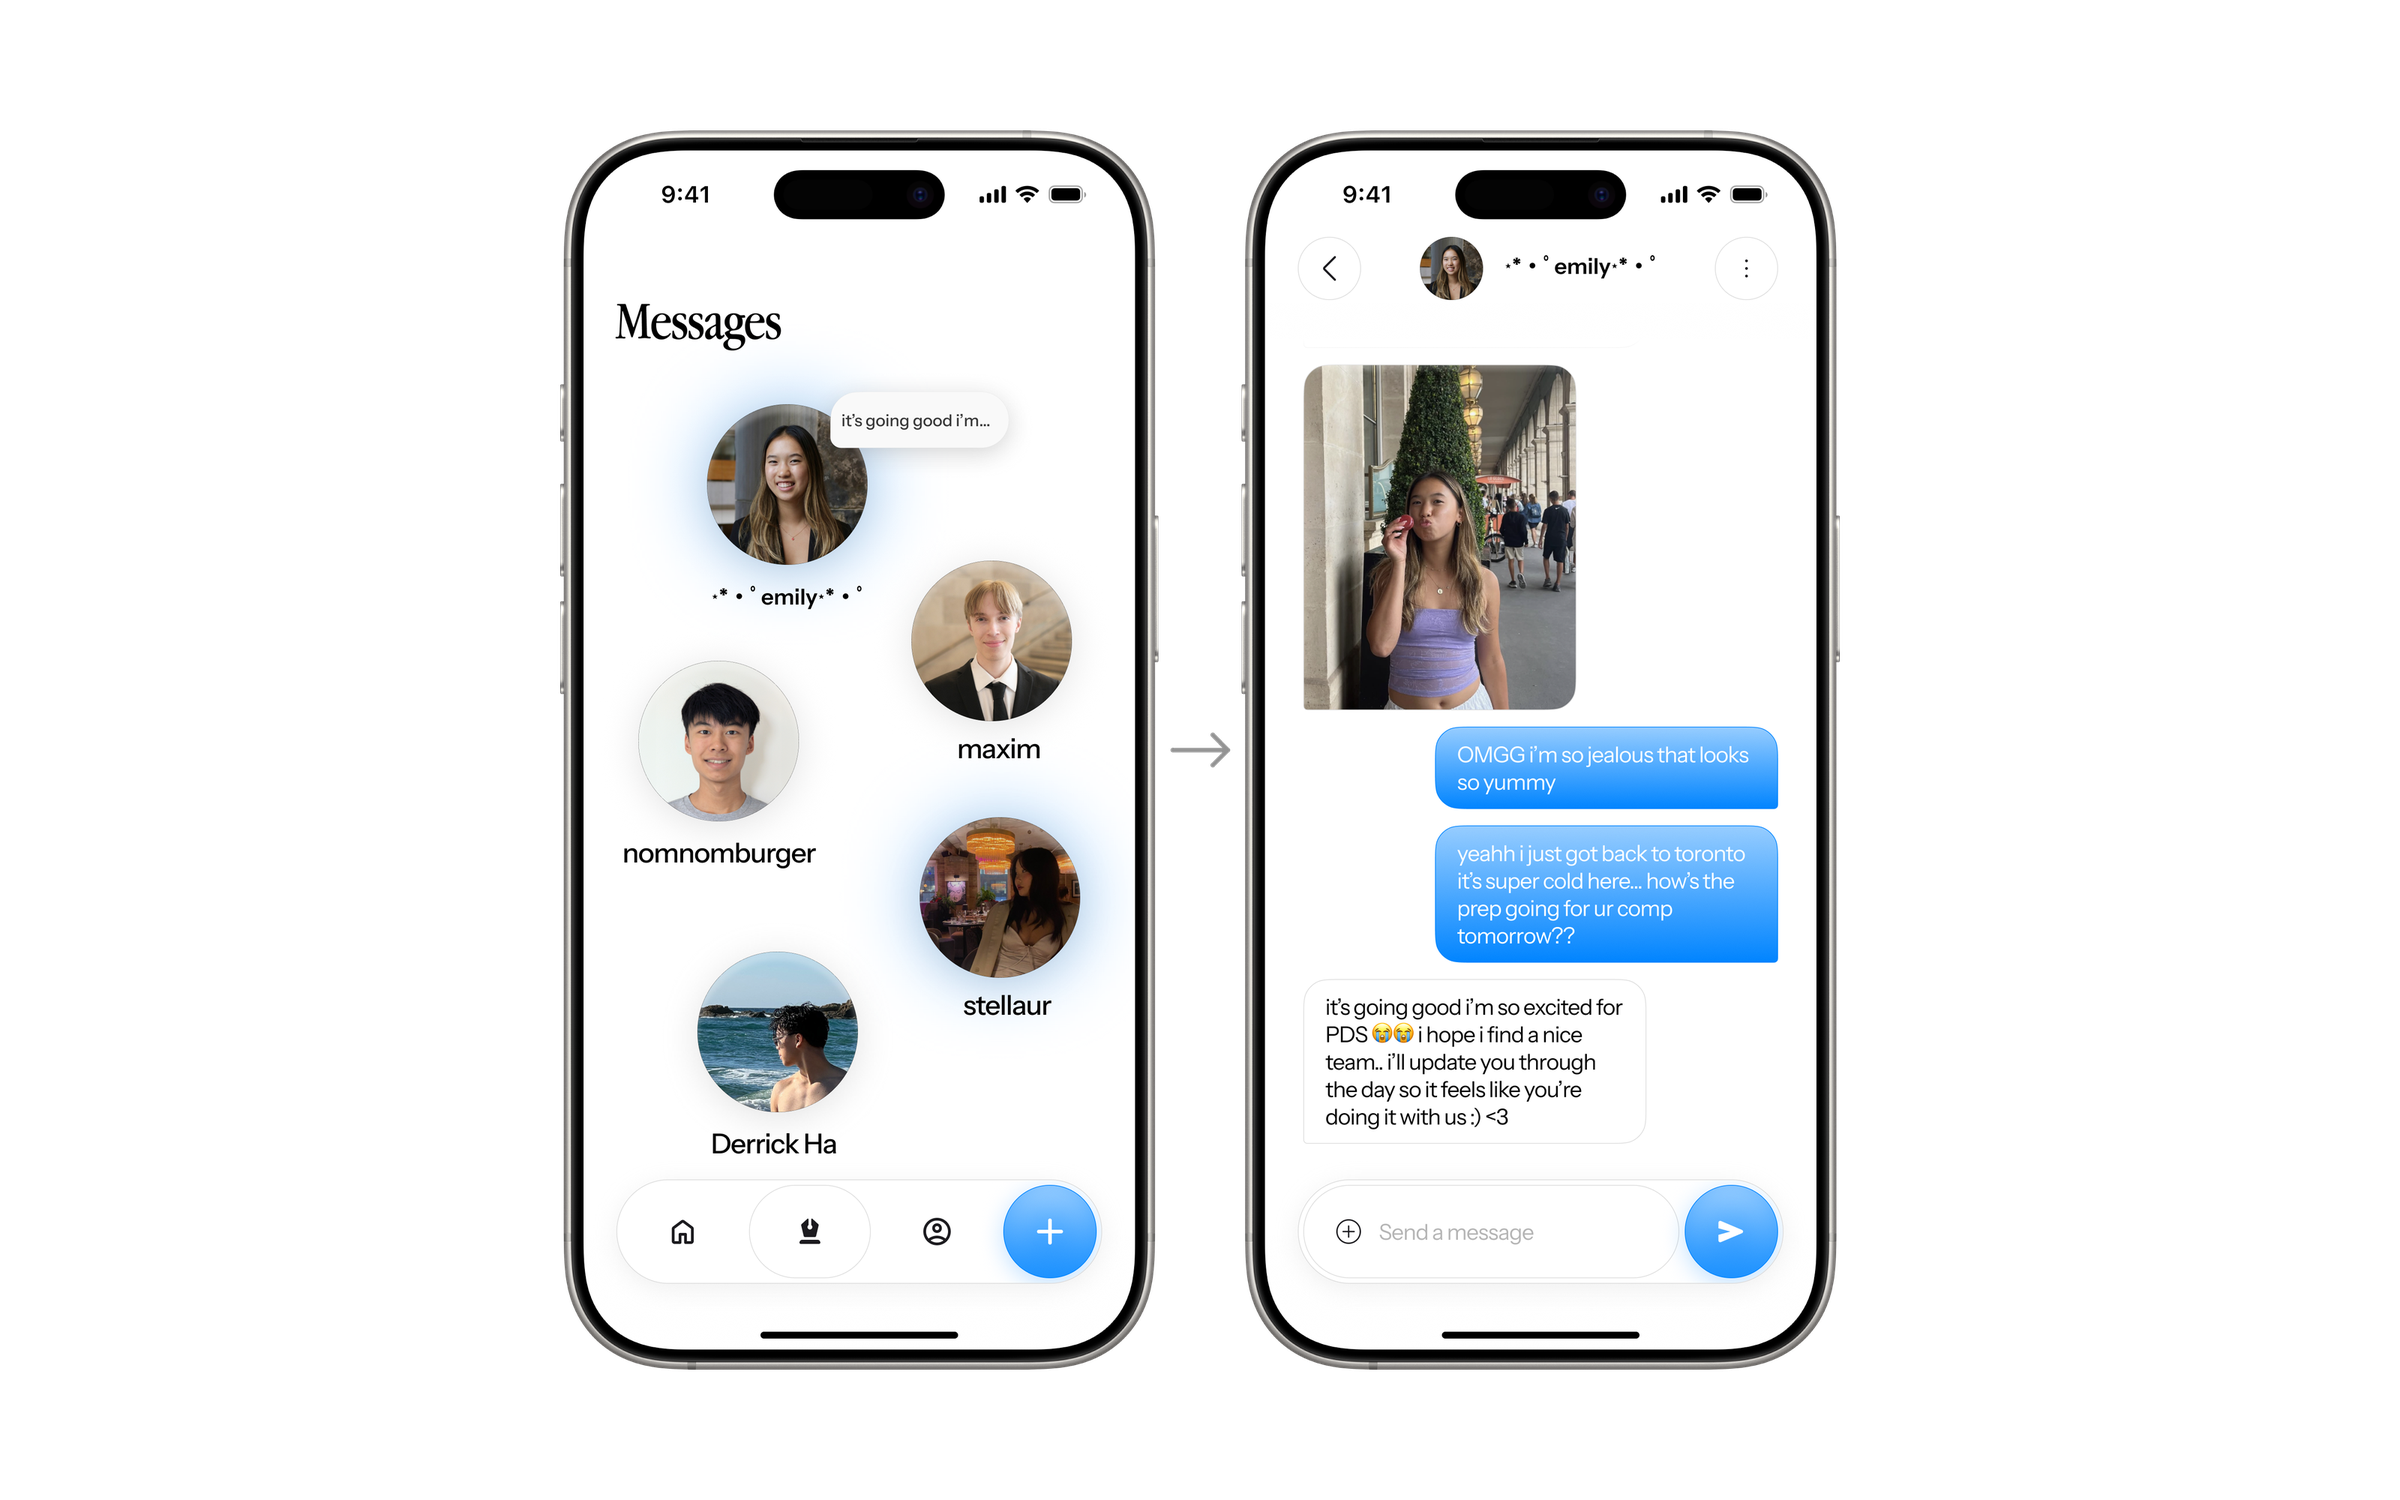 9:41
Messages
it's going good i'm...
⋆* • ˚ emily⋆* • ˚
maxim
nomnomburger
stellaur
Derrick Ha
9:41
⋆* • ˚ emily⋆* • ˚
OMGG i'm so jealous that looks
so yummy
yeahh i just got back to toronto
it's super cold here... how's the
prep going for ur comp
tomorrow??
it's going good i'm so excited for
PDS 😭😭 i hope i find a nice
team.. i'll update you through
the day so it feels like you're
doing it with us :) <3
Send a message